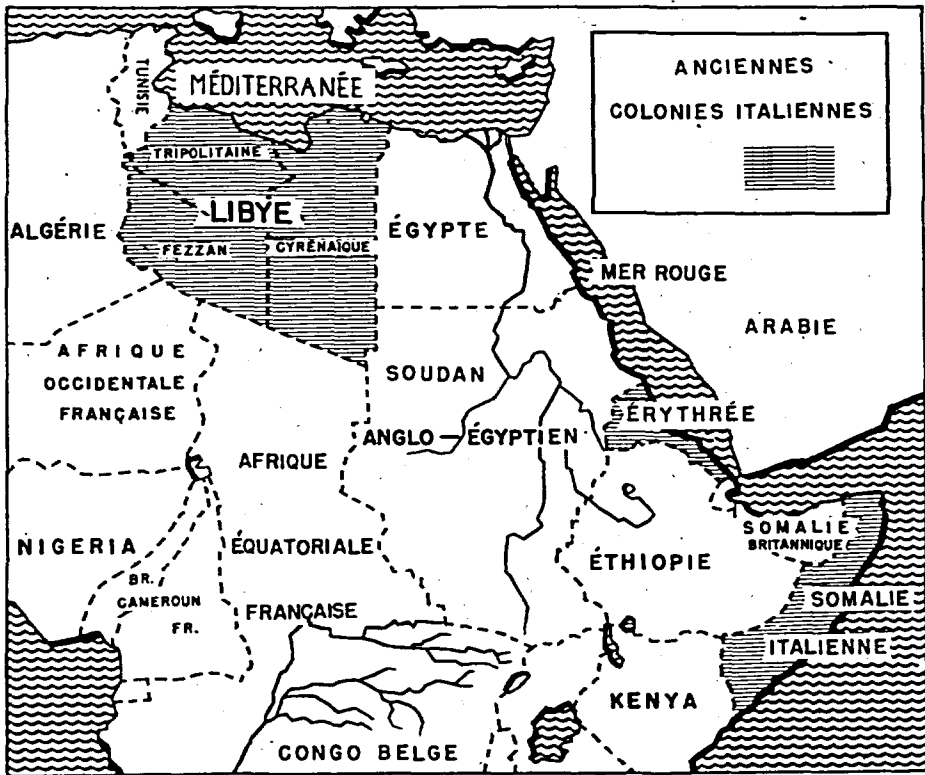 ANCIENNES
COLONIES ITALIENNES
TUNISIE
MÉDITERRANÉE
TRIPOLITAINE
LIBYE
ALGÉRIE
FEZZAN
CYRÉNAÏQUE
ÉGYPTE
MER ROUGE
ARABIE
AFRIQUE
OCCIDENTALE
FRANÇAISE
SOUDAN
ANGLO-ÉGYPTIEN
ÉRYTHRÉE
AFRIQUE
ÉQUATORIALE
FRANÇAISE
NIGERIA
BR.
CAMEROUN
FR.
ÉTHIOPIE
SOMALIE
BRITANNIQUE
SOMALIE
ITALIENNE
KENYA
CONGO BELGE